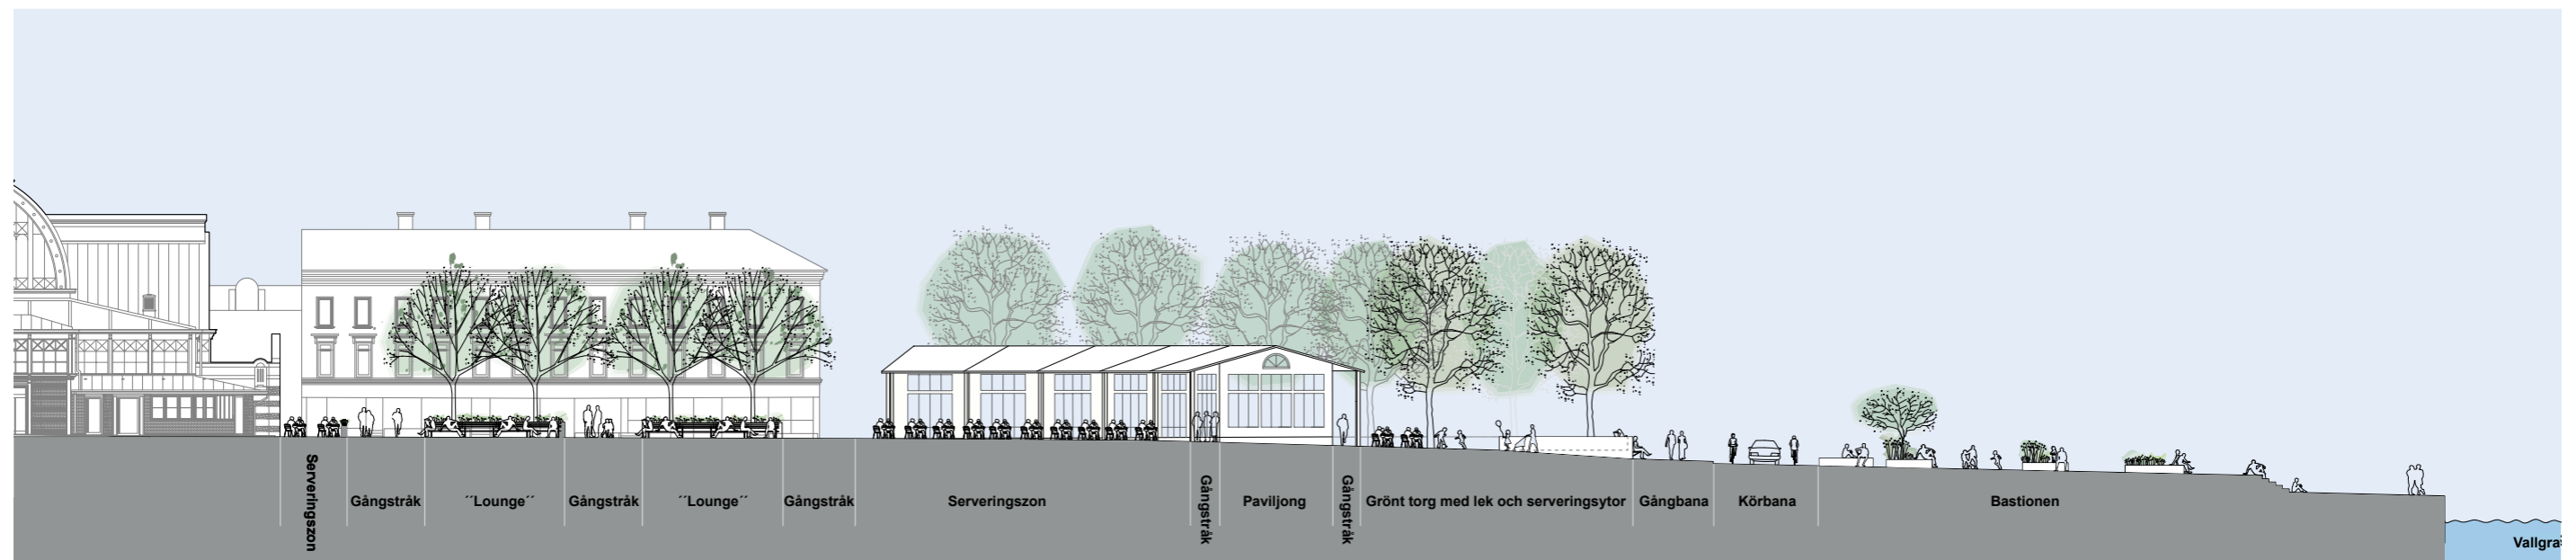 Serveringszon
Gångstråk
´´Lounge´´
Gångstråk
´´Lounge´´
Gångstråk
Serveringszon
Gångstråk
Paviljong
Gångstråk
Grönt torg med lek och serveringsytor
Gångbana
Körbana
Bastionen